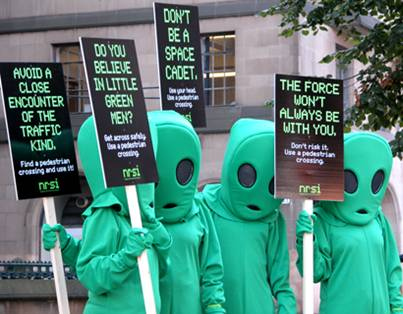 AVOID A
CLOSE
ENCOUNTER
OF THE
TRAFFIC
KIND.
Find a pedestrian
crossing and use it!
nrsi
DO YOU
BELIEVE
IN LITTLE
GREEN
MEN?
Get across safely.
Use a pedestrian
crossing.
nrsi
DON'T
BE A
SPACE
CADET.
Use your head.
Use a pedestrian
crossing.
nrsi
THE FORCE
WON'T
ALWAYS BE
WITH YOU.
Don't risk it.
Use a pedestrian
crossing.
nrsi